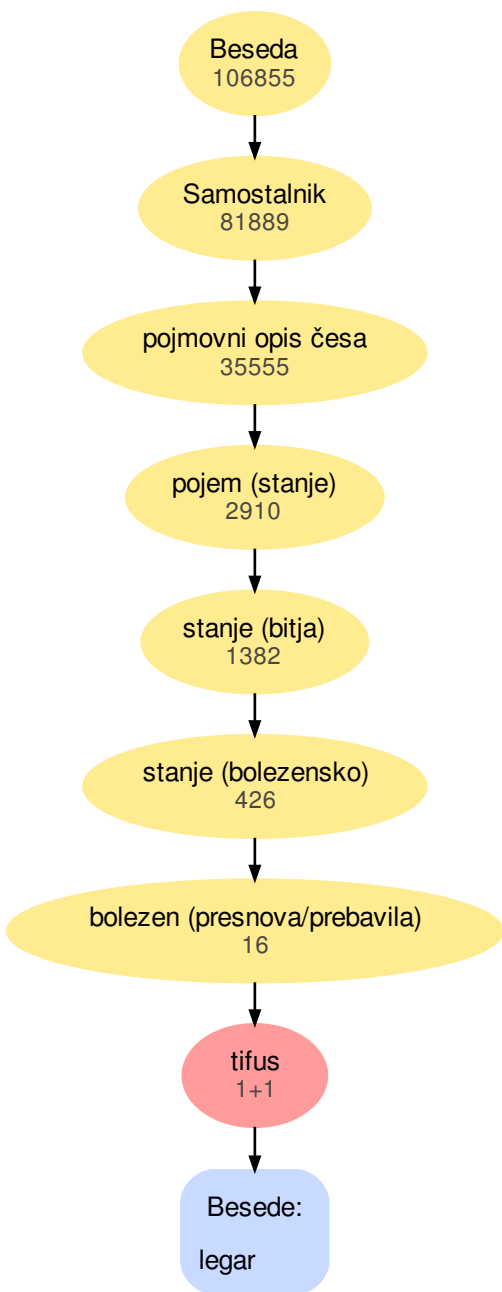 Beseda
106855
Samostalnik
81889
pojmovni opis česa
35555
pojem (stanje)
2910
stanje (bitja)
1382
stanje (bolezensko)
426
bolezen (presnova/prebavila)
16
tifus
1+1
Besede:
legar